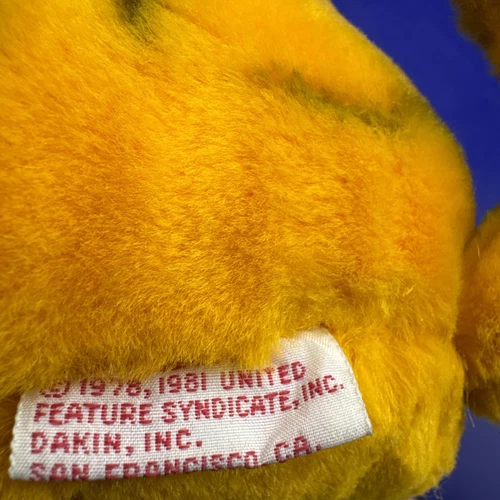 © 1978, 1981 UNITED
FEATURE SYNDICATE, INC.
DAKIN, INC.
SAN FRANCISCO, CA.